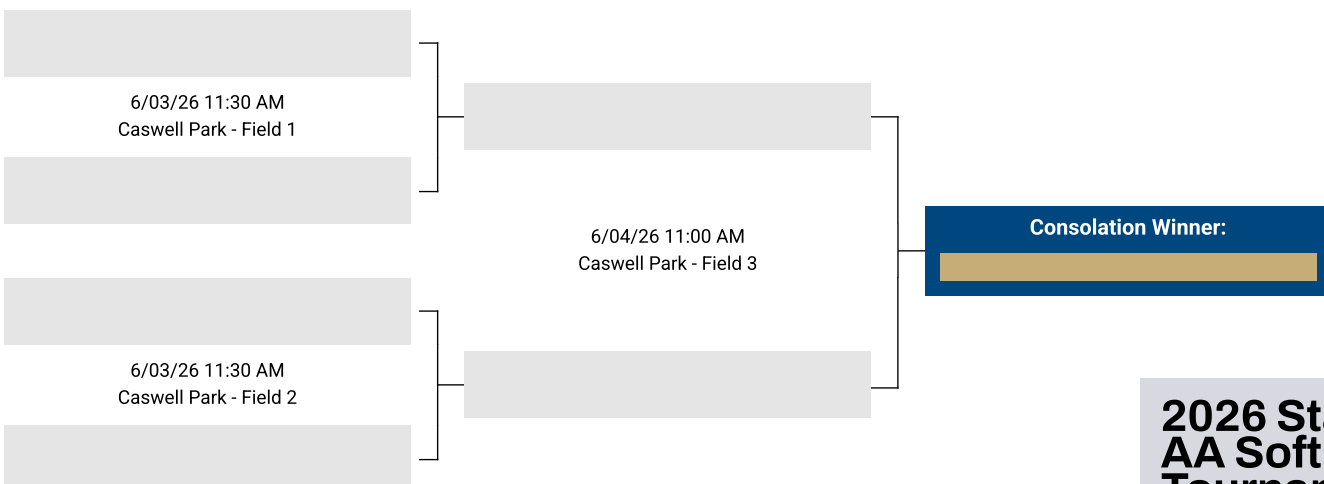 6/03/26 11:30 AM
Caswell Park - Field 1
6/04/26 11:00 AM
Caswell Park - Field 3
Consolation Winner:
6/03/26 11:30 AM
Caswell Park - Field 2
2026
AA